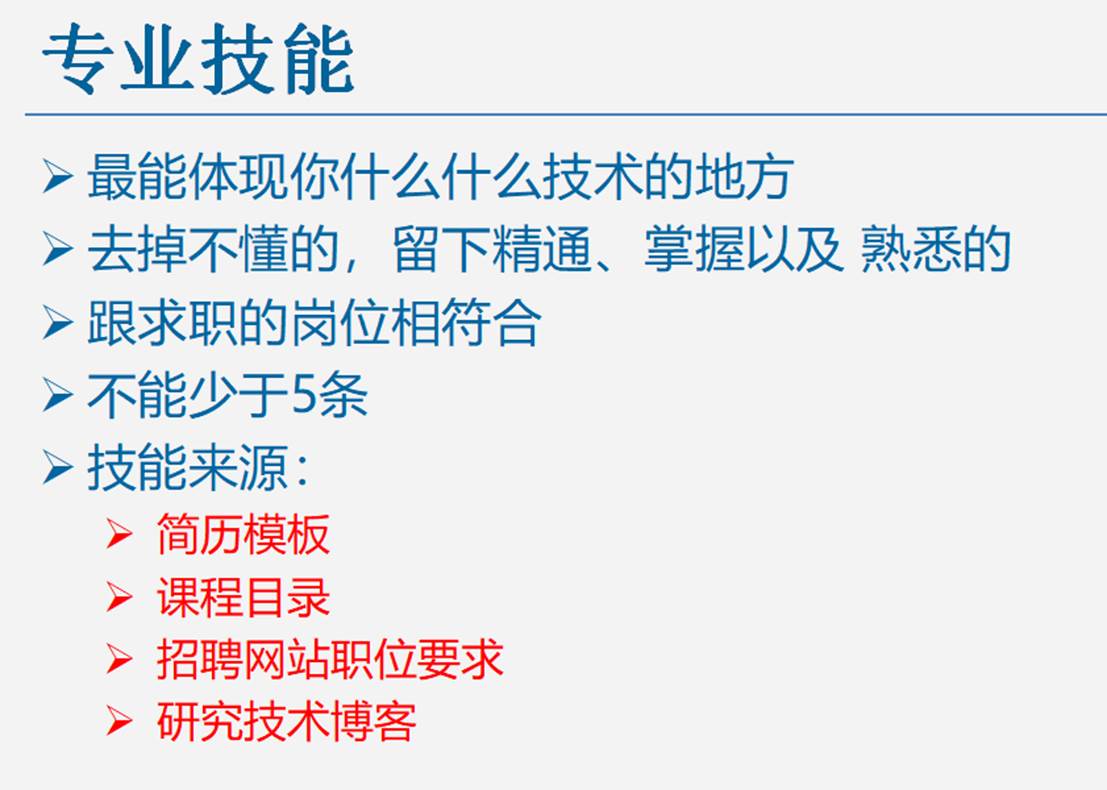 专业技能
最能体现你什么什么技术的地方
去掉不懂的，留下精通、掌握以及 熟悉的
跟求职的岗位相符合
不能少于5条
技能来源：
简历模板
课程目录
招聘网站职位要求
研究技术博客